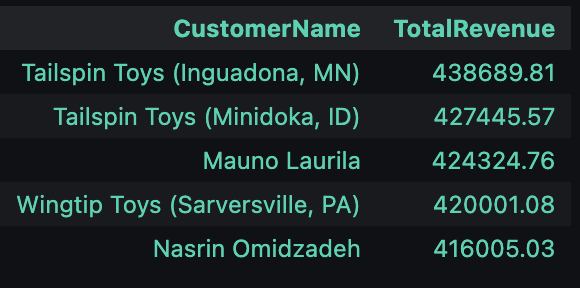 CustomerName TotalRevenue
Tailspin Toys (Inguadona, MN) 438689.81
Tailspin Toys (Minidoka, ID) 427445.57
Mauno Laurila 424324.76
Wingtip Toys (Sarversville, PA) 420001.08
Nasrin Omidzadeh 416005.03